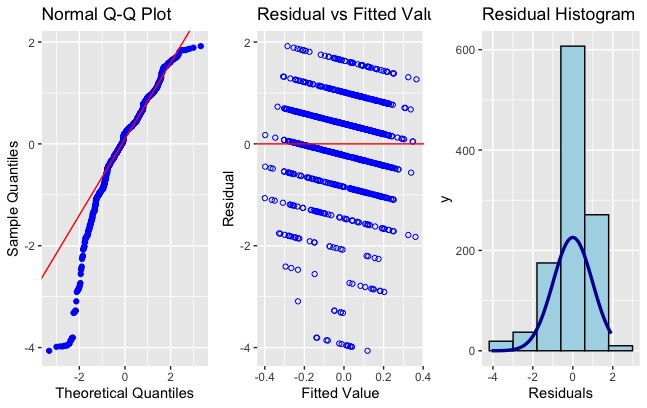 Normal Q-Q Plot
Sample Quantiles
2
0
-2
-4
-2
0
2
Theoretical Quantiles
Residual vs Fitted Valu
Residual
2
0
-2
-4
-0.4
-0.2
0.0
0.2
0.4
Fitted Value
Residual Histogram
y
600
400
200
0
-4
-2
0
2
Residuals